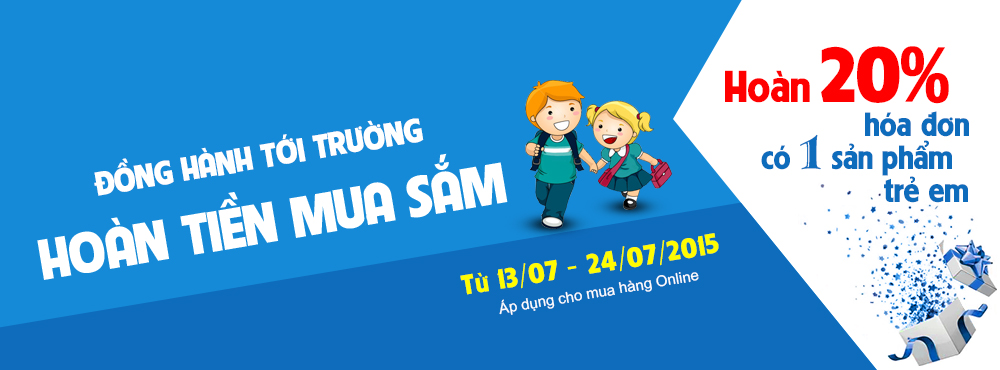 ĐỒNG HÀNH TỚI TRƯỜNG
HOÀN TIỀN MUA SẮM
Từ 13/07 - 24/07/2015
Áp dụng cho mua hàng Online
Hoàn 20%
hóa đơn
có 1 sản phẩm
trẻ em